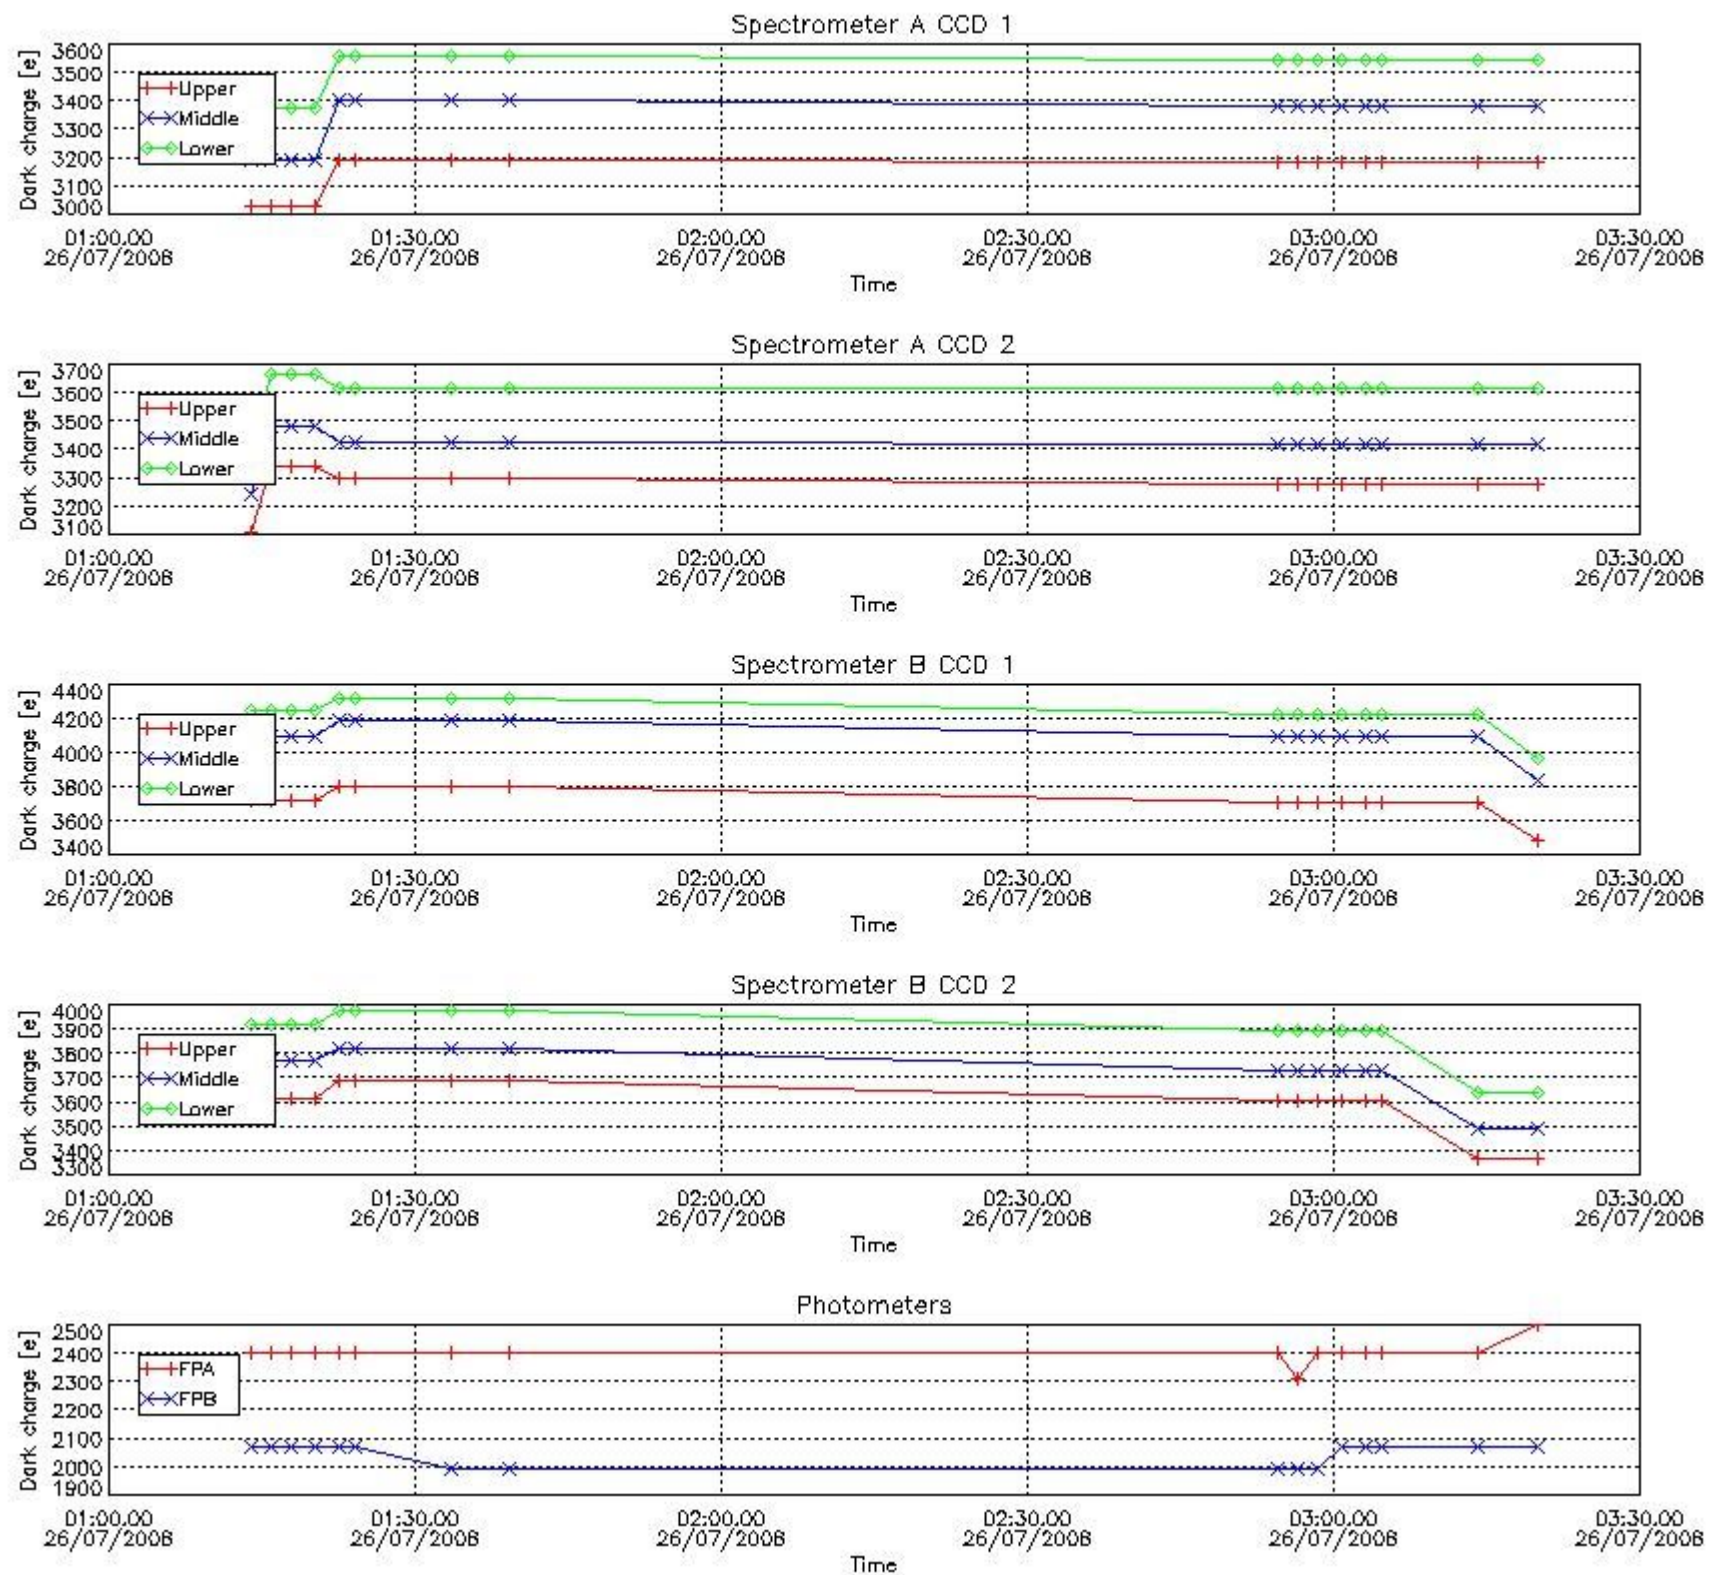 Spectrometer A CCD 1
Dark charge [e]
3600
3500
3400
3300
3200
3100
3000
Upper
Middle
Lower
01:00.00 01:30.00 02:00.00 02:30.00 03:00.00 03:30.00
26/07/2008 26/07/2008 26/07/2008 26/07/2008 26/07/2008 26/07/2008
Time
Spectrometer A CCD 2
Dark charge [e]
3700
3600
3500
3400
3300
3200
3100
Upper
Middle
Lower
01:00.00 01:30.00 02:00.00 02:30.00 03:00.00 03:30.00
26/07/2008 26/07/2008 26/07/2008 26/07/2008 26/07/2008 26/07/2008
Time
Spectrometer B CCD 1
Dark charge [e]
4400
4200
4000
3800
3600
3400
Upper
Middle
Lower
01:00.00 01:30.00 02:00.00 02:30.00 03:00.00 03:30.00
26/07/2008 26/07/2008 26/07/2008 26/07/2008 26/07/2008 26/07/2008
Time
Spectrometer B CCD 2
Dark charge [e]
4000
3900
3800
3700
3600
3500
3400
3300
Upper
Middle
Lower
01:00.00 01:30.00 02:00.00 02:30.00 03:00.00 03:30.00
26/07/2008 26/07/2008 26/07/2008 26/07/2008 26/07/2008 26/07/2008
Time
Photometers
Dark charge [e]
2500
2400
2300
2200
2100
2000
1900
FPA
FPB
01:00.00 01:30.00 02:00.00 02:30.00 03:00.00 03:30.00
26/07/2008 26/07/2008 26/07/2008 26/07/2008 26/07/2008 26/07/2008
Time